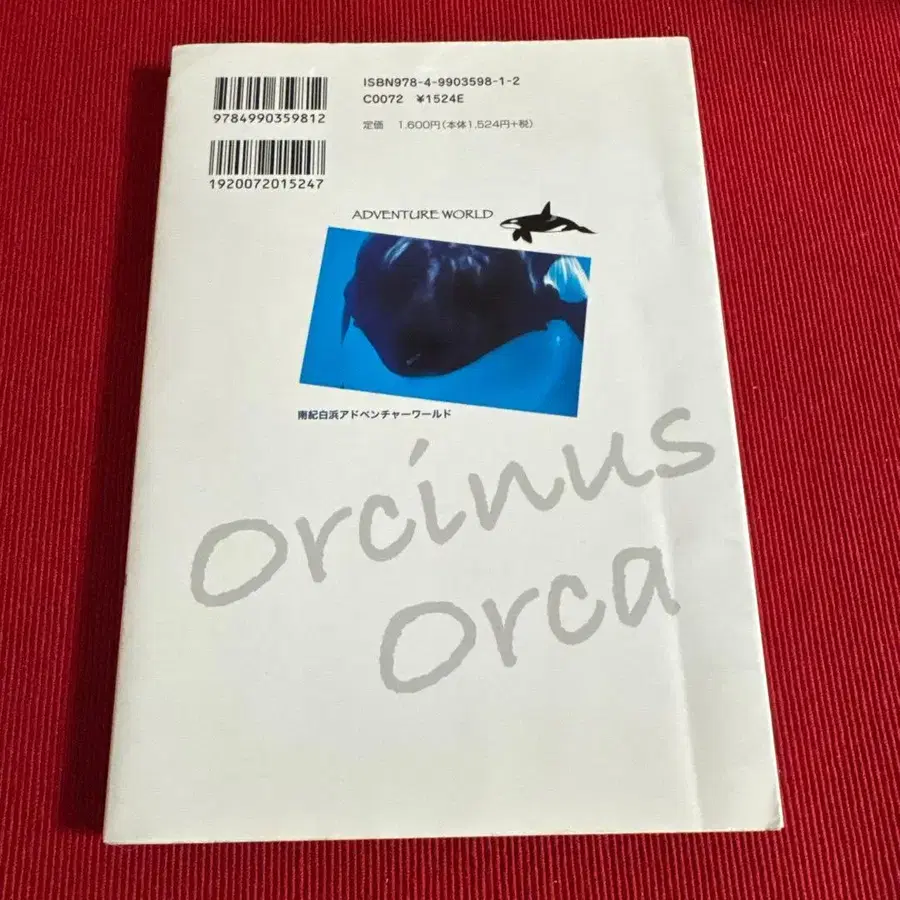 ISBN978-4-9903598-1-2
C0072 ¥1524E
9784990359812
定価 1,600円(本体1,524円+税)
1920072015247
ADVENTURE WORLD
南紀白浜アドベンチャーワールド
Orcinus
Orca